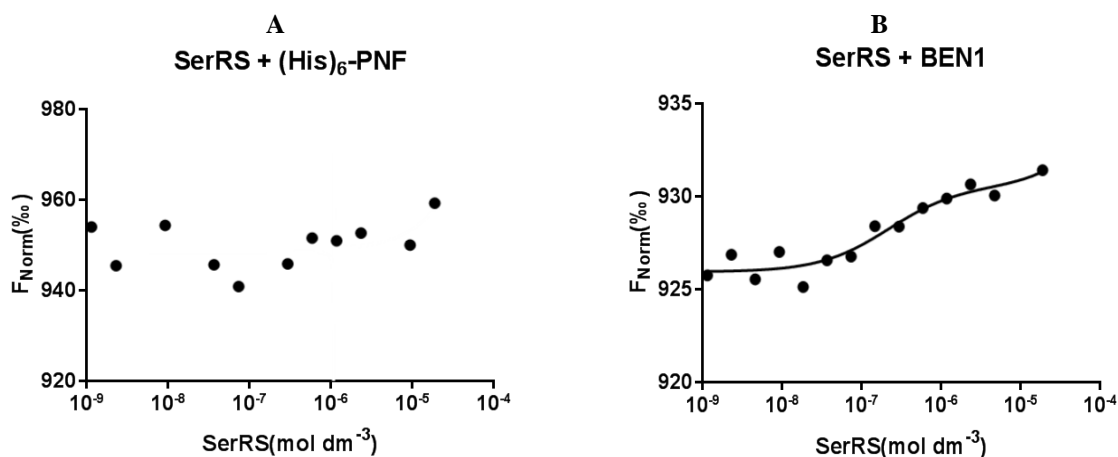 A
SerRS + (His)₆-PNF
980
960
940
920
F_Norm(‰)
10⁻⁹ 10⁻⁸ 10⁻⁷ 10⁻⁶ 10⁻⁵ 10⁻⁴
SerRS(mol dm⁻³)
B
SerRS + BEN1
935
930
925
920
F_Norm(‰)
10⁻⁹ 10⁻⁸ 10⁻⁷ 10⁻⁶ 10⁻⁵ 10⁻⁴
SerRS(mol dm⁻³)